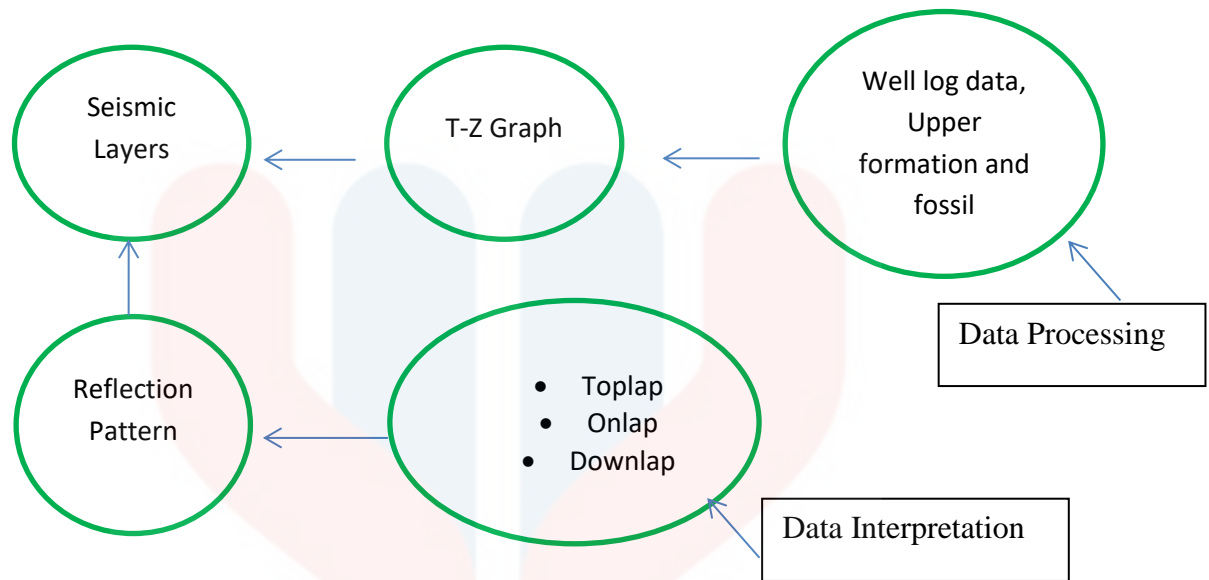 Seismic
Layers
T-Z Graph
Well log data,
Upper
formation and
fossil
Data Processing
Reflection
Pattern
• Toplap
• Onlap
• Downlap
Data Interpretation